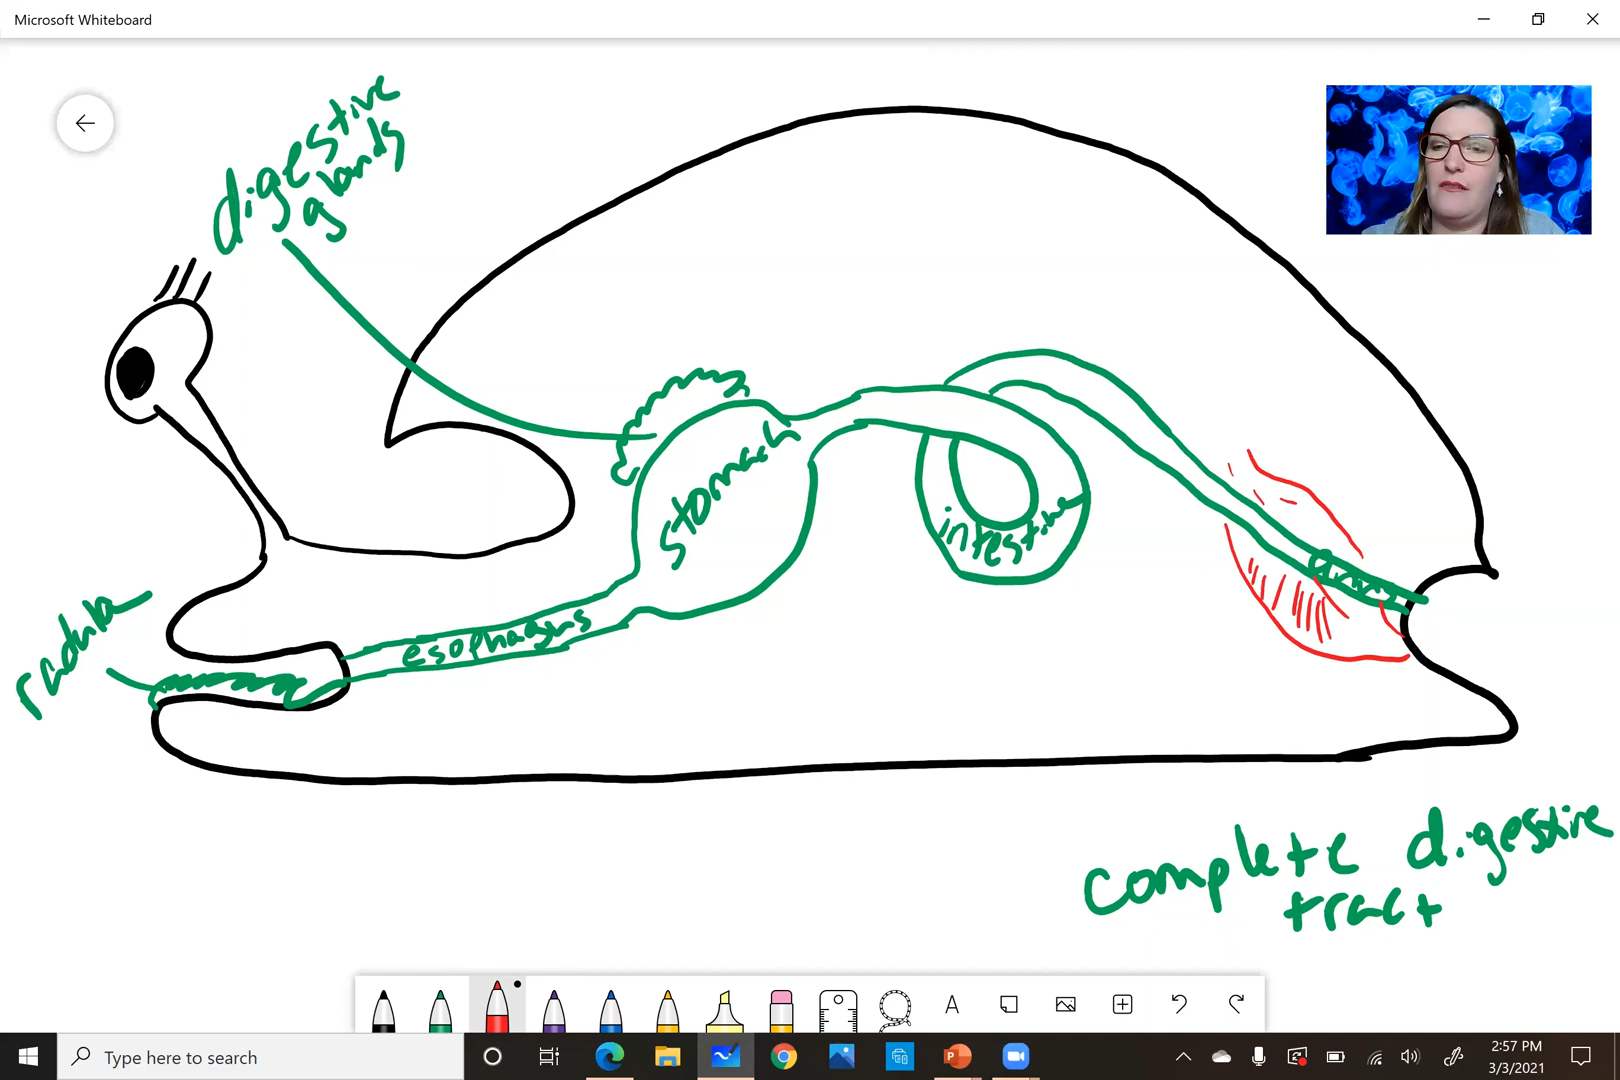 Microsoft Whiteboard
digestive
glands
radula
esophagus
stomach
intestine
anus
complete digestive
tract
A
Type here to search
2:57 PM
3/3/2021